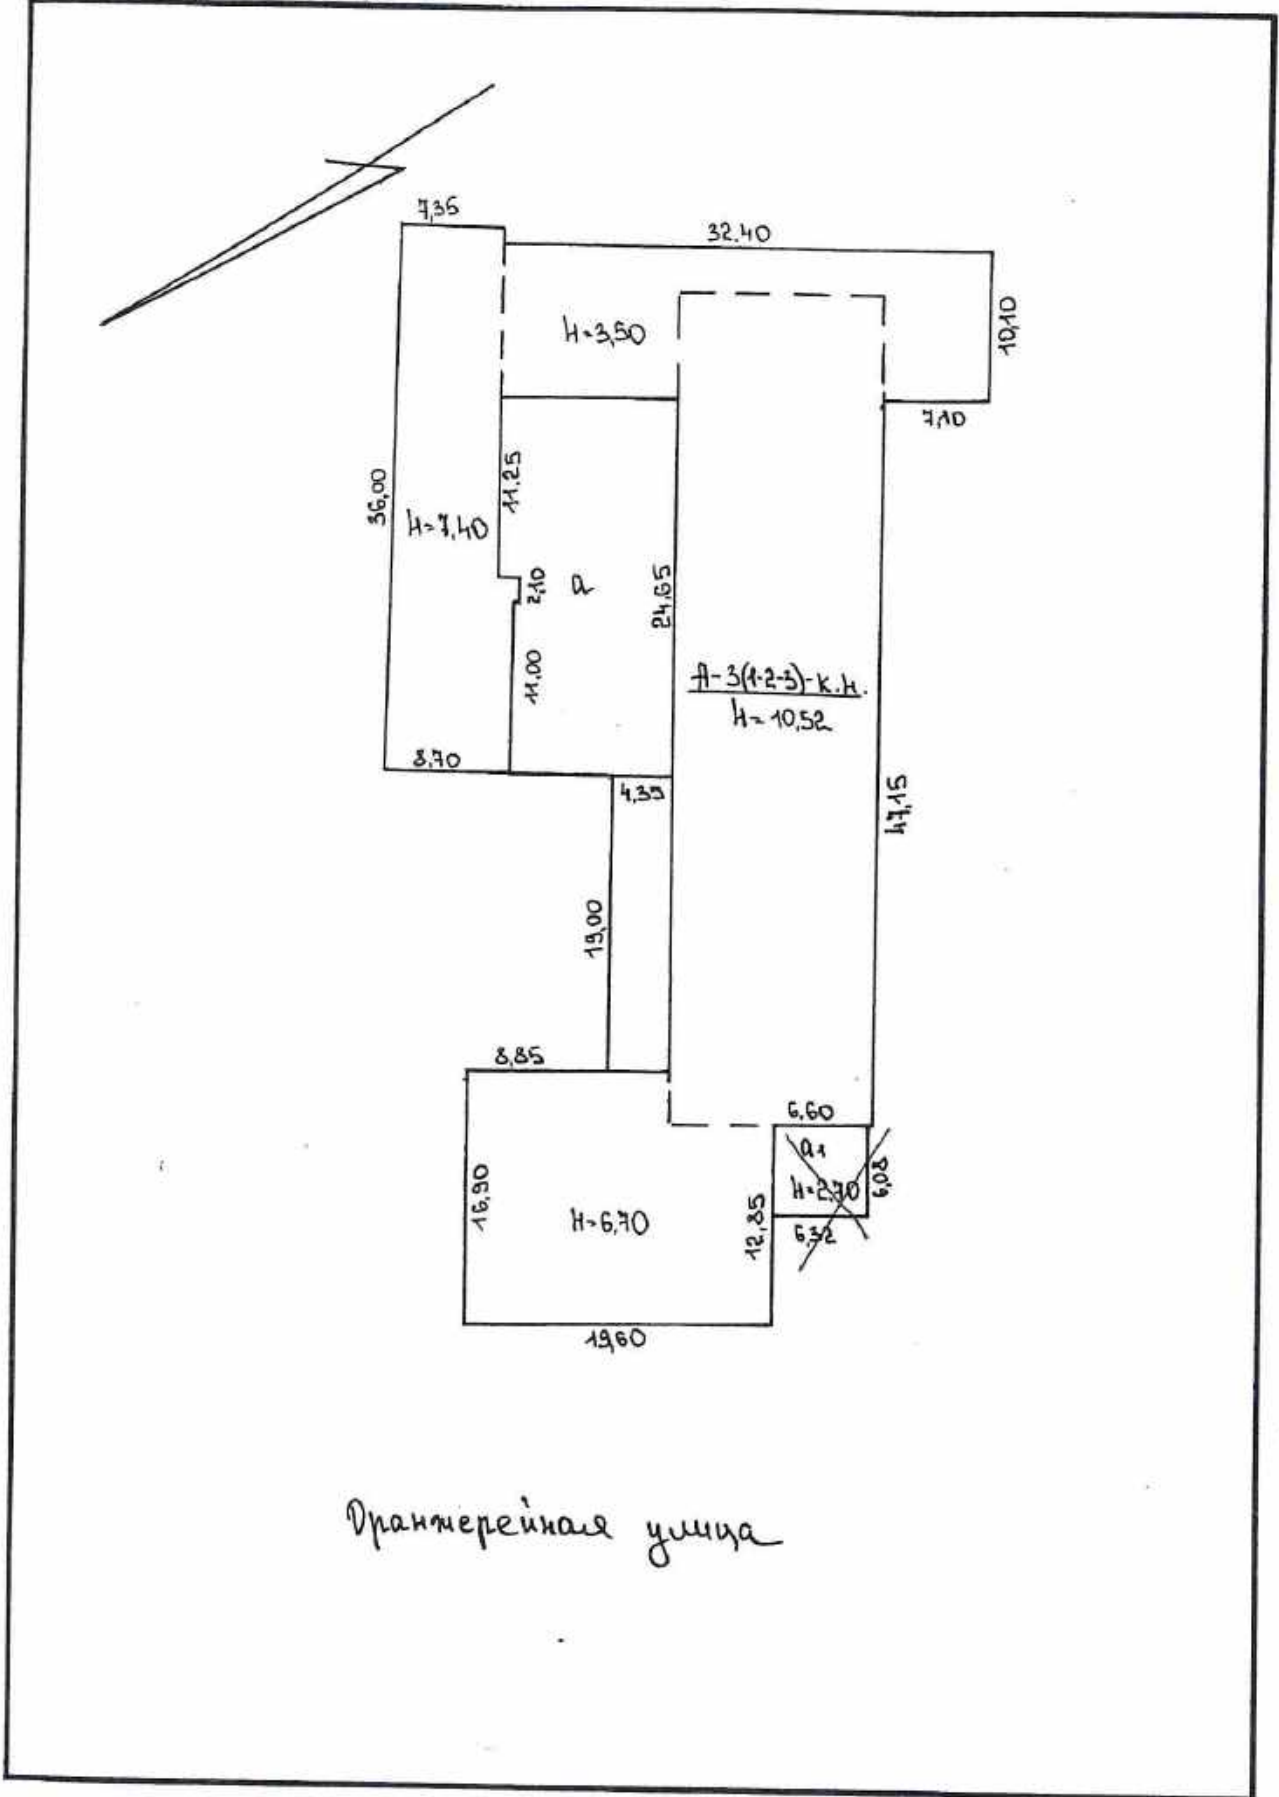 7,35
32.40
H=3,50
10,10
7,10
36,00
11.25
H=7,40
2,10
а
24,65
11,00
А-3(1-2-3)-к.н.
H=10,52
8,70
4,39
47,15
19,00
8,85
6,60
а1
H=2,70
6,08
16,90
H=6,70
12,85
6,32
19,60
Оранжерейная улица